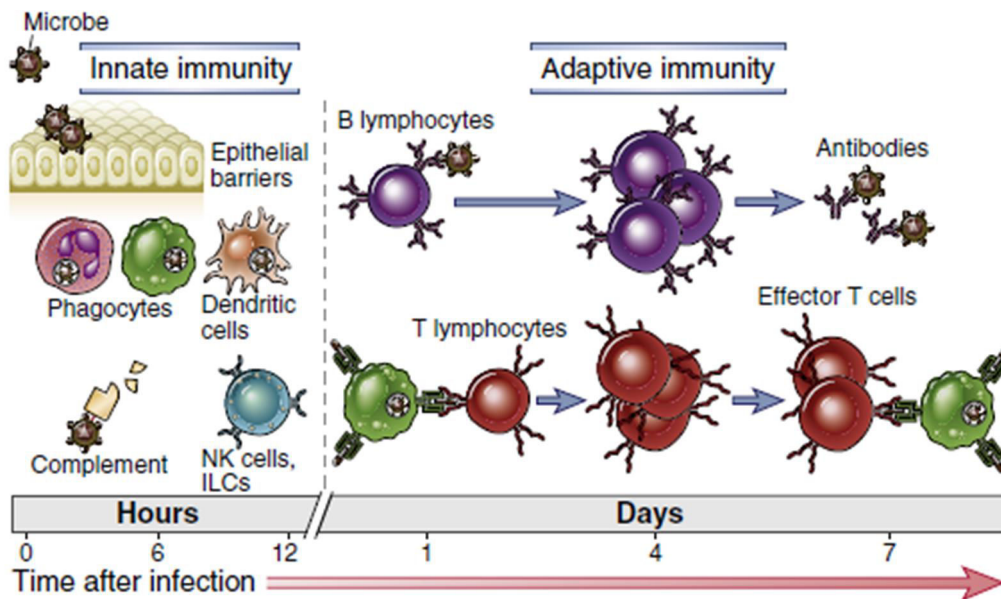 Microbe
Innate immunity
Adaptive immunity
Epithelial
barriers
Phagocytes
Dendritic
cells
Complement
NK cells,
ILCs
B lymphocytes
Antibodies
T lymphocytes
Effector T cells
Hours
Days
0
6
12
1
4
7
Time after infection